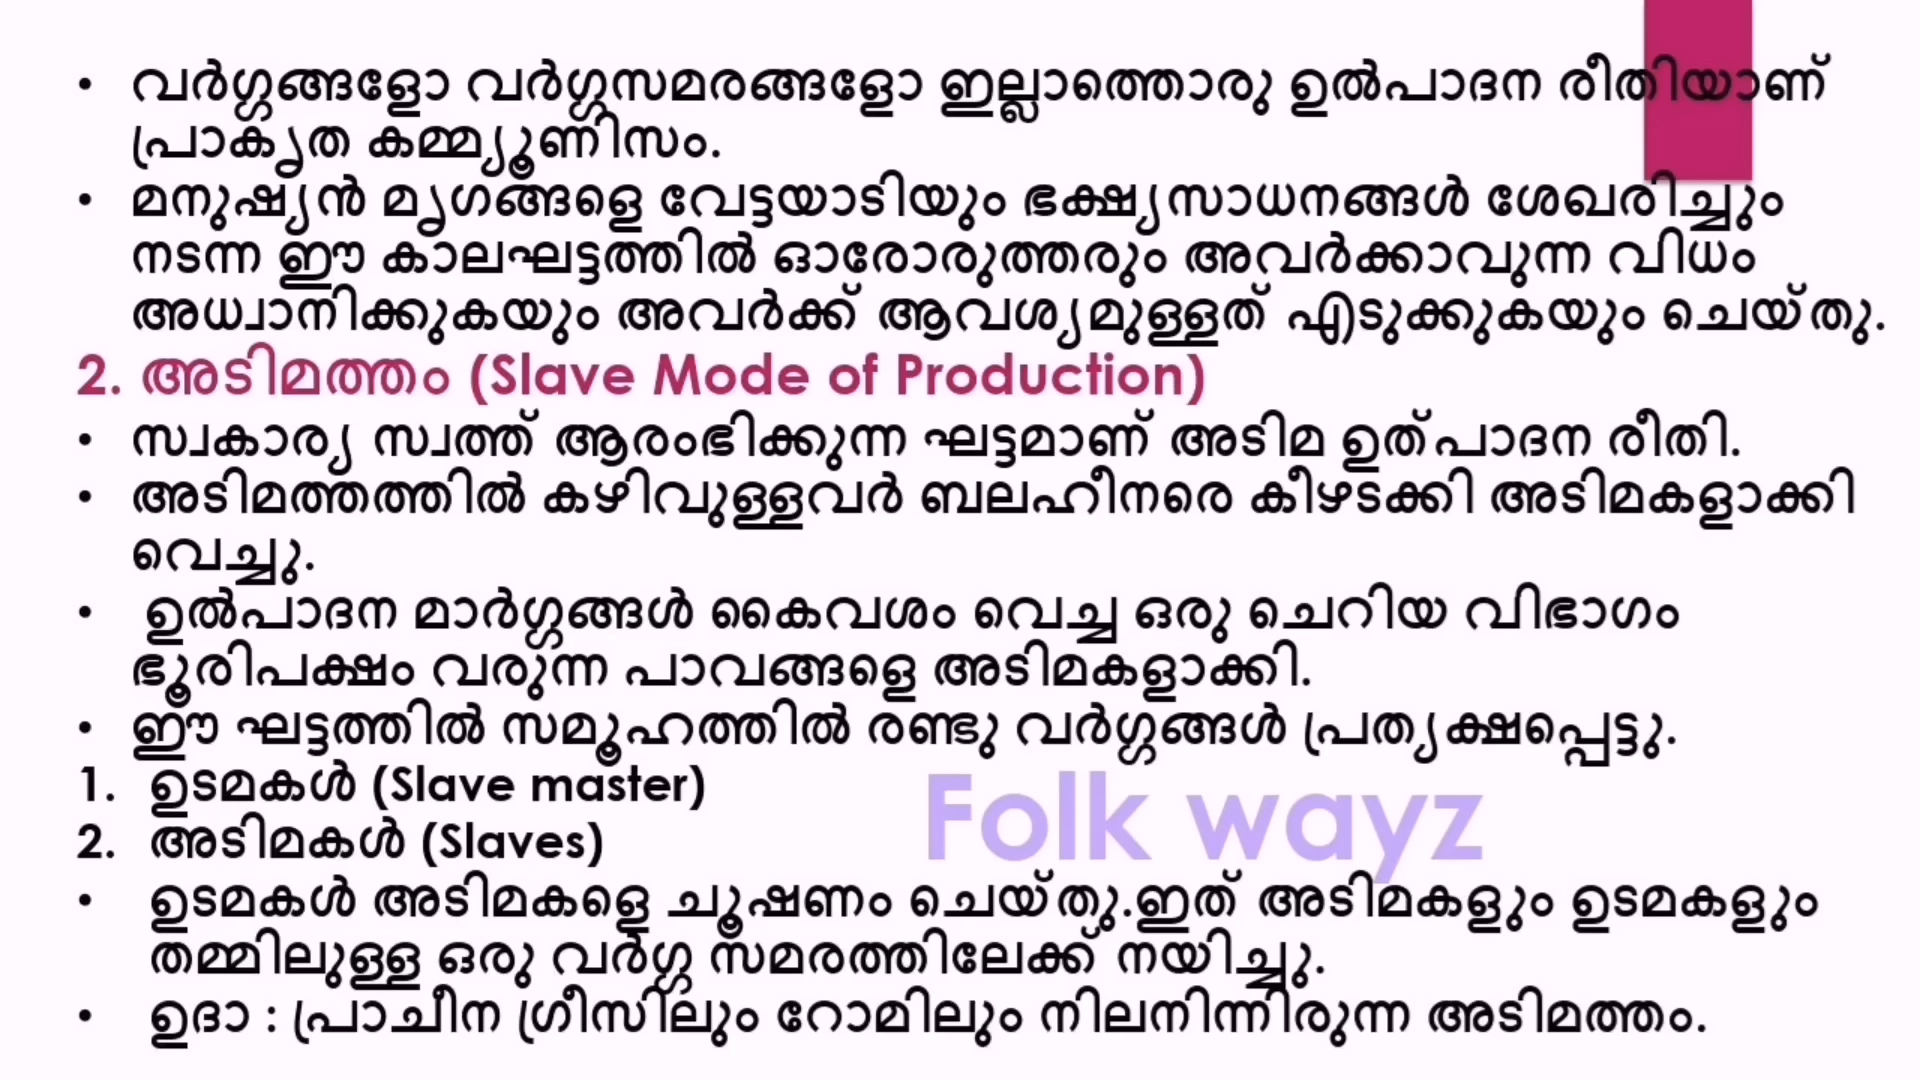 • വർഗ്ഗങ്ങളോ വർഗ്ഗസമരങ്ങളോ ഇല്ലാത്തൊരു ഉൽപാദന രീതിയാണ്
പ്രാകൃത കമ്മ്യൂണിസം.
• മനുഷ്യൻ മൃഗങ്ങളെ വേട്ടയാടിയും ഭക്ഷ്യസാധനങ്ങൾ ശേഖരിച്ചും
നടന്ന ഈ കാലഘട്ടത്തിൽ ഓരോരുത്തരും അവർക്കാവുന്ന വിധം
അധ്വാനിക്കുകയും അവർക്ക് ആവശ്യമുള്ളത് എടുക്കുകയും ചെയ്തു.
2. അടിമത്തം (Slave Mode of Production)
• സ്വകാര്യ സ്വത്ത് ആരംഭിക്കുന്ന ഘട്ടമാണ് അടിമ ഉത്പാദന രീതി.
• അടിമത്തത്തിൽ കഴിവുള്ളവർ ബലഹീനരെ കീഴടക്കി അടിമകളാക്കി
വെച്ചു.
• ഉൽപാദന മാർഗ്ഗങ്ങൾ കൈവശം വെച്ച ഒരു ചെറിയ വിഭാഗം
ഭൂരിപക്ഷം വരുന്ന പാവങ്ങളെ അടിമകളാക്കി.
• ഈ ഘട്ടത്തിൽ സമൂഹത്തിൽ രണ്ടു വർഗ്ഗങ്ങൾ പ്രത്യക്ഷപ്പെട്ടു.
1. ഉടമകൾ (Slave master)
2. അടിമകൾ (Slaves)
Folk wayz
• ഉടമകൾ അടിമകളെ ചൂഷണം ചെയ്തു.ഇത് അടിമകളും ഉടമകളും
തമ്മിലുള്ള ഒരു വർഗ്ഗ സമരത്തിലേക്ക് നയിച്ചു.
• ഉദാ : പ്രാചീന ഗ്രീസിലും റോമിലും നിലനിന്നിരുന്ന അടിമത്തം.